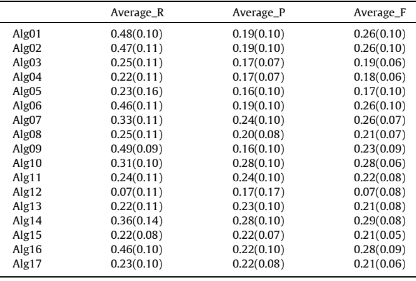 Average_R Average_P Average_F
Alg01 0.48(0.10) 0.19(0.10) 0.26(0.10)
Alg02 0.47(0.11) 0.19(0.10) 0.26(0.10)
Alg03 0.25(0.11) 0.17(0.07) 0.19(0.06)
Alg04 0.22(0.11) 0.17(0.07) 0.18(0.06)
Alg05 0.23(0.16) 0.16(0.10) 0.17(0.10)
Alg06 0.46(0.11) 0.19(0.10) 0.26(0.10)
Alg07 0.33(0.11) 0.24(0.10) 0.26(0.07)
Alg08 0.25(0.11) 0.20(0.08) 0.21(0.07)
Alg09 0.49(0.09) 0.16(0.10) 0.23(0.09)
Alg10 0.31(0.10) 0.28(0.10) 0.28(0.06)
Alg11 0.24(0.11) 0.24(0.10) 0.22(0.08)
Alg12 0.07(0.11) 0.17(0.17) 0.07(0.08)
Alg13 0.22(0.11) 0.23(0.10) 0.21(0.08)
Alg14 0.36(0.14) 0.28(0.10) 0.29(0.08)
Alg15 0.22(0.08) 0.22(0.07) 0.21(0.05)
Alg16 0.46(0.10) 0.22(0.10) 0.28(0.09)
Alg17 0.23(0.10) 0.22(0.08) 0.21(0.06)